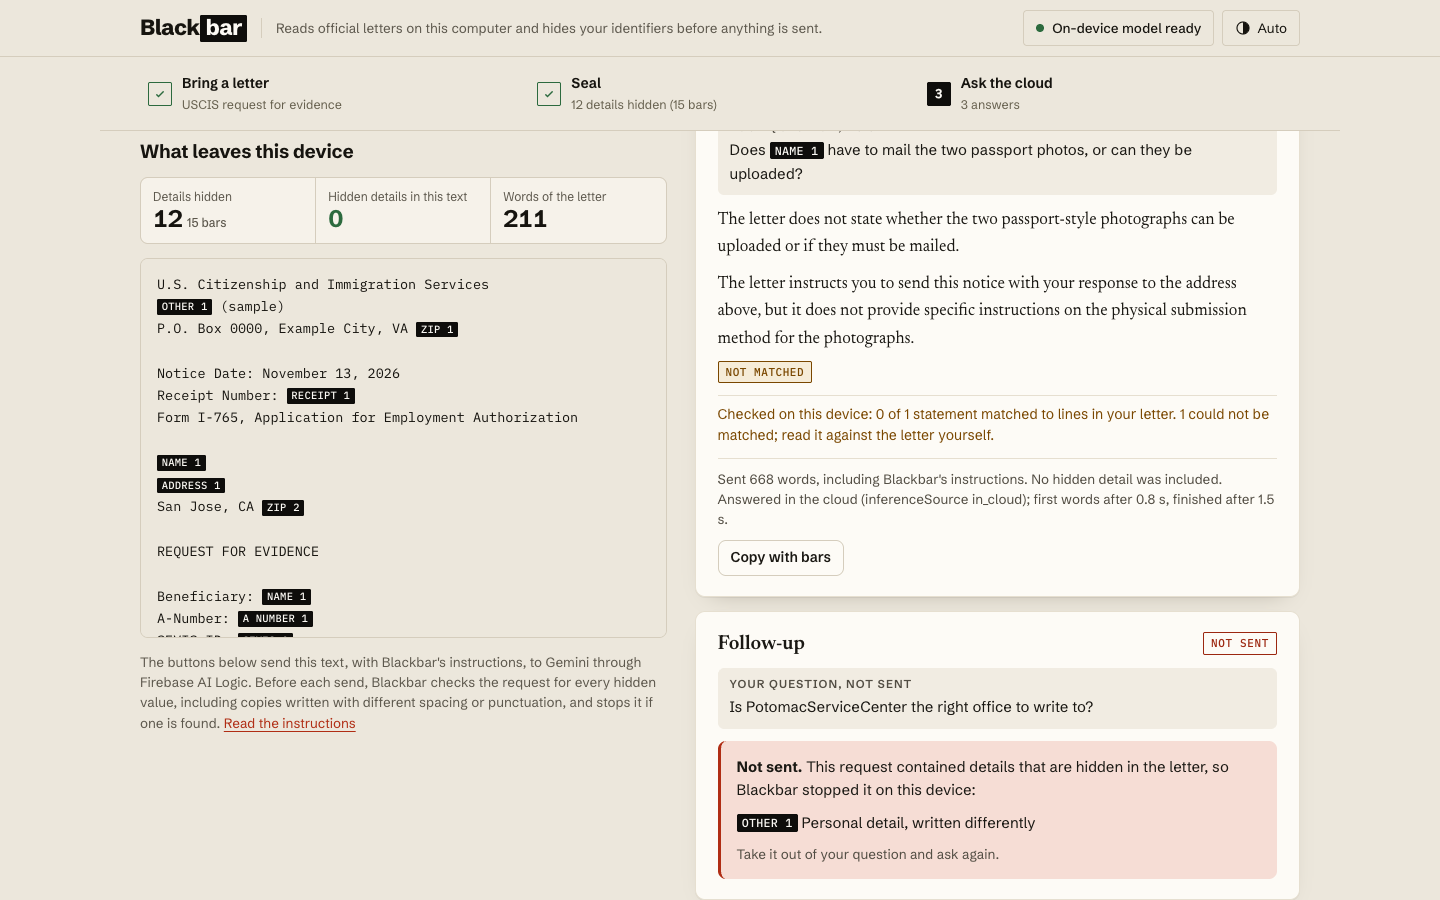 Blackbar
Reads official letters on this computer and hides your identifiers before anything is sent.
On-device model ready
Auto
Bring a letter
USCIS request for evidence
Seal
12 details hidden (15 bars)
3
Ask the cloud
3 answers
What leaves this device
Details hidden
12 15 bars
Hidden details in this text
0
Words of the letter
211
U.S. Citizenship and Immigration Services
OTHER 1 (sample)
P.O. Box 0000, Example City, VA ZIP 1
Notice Date: November 13, 2026
Receipt Number: RECEIPT 1
Form I-765, Application for Employment Authorization
NAME 1
ADDRESS 1
San Jose, CA ZIP 2
REQUEST FOR EVIDENCE
Beneficiary: NAME 1
A-Number: A NUMBER 1
The buttons below send this text, with Blackbar's instructions, to Gemini through
Firebase AI Logic. Before each send, Blackbar checks the request for every hidden
value, including copies written with different spacing or punctuation, and stops it if
one is found. Read the instructions
Does NAME 1 have to mail the two passport photos, or can they be
uploaded?
The letter does not state whether the two passport-style photographs can be
uploaded or if they must be mailed.
The letter instructs you to send this notice with your response to the address
above, but it does not provide specific instructions on the physical submission
method for the photographs.
NOT MATCHED
Checked on this device: 0 of 1 statement matched to lines in your letter. 1 could not be
matched; read it against the letter yourself.
Sent 668 words, including Blackbar's instructions. No hidden detail was included.
Answered in the cloud (inferenceSource in_cloud); first words after 0.8 s, finished after 1.5
s.
Copy with bars
Follow-up
NOT SENT
YOUR QUESTION, NOT SENT
Is PotomacServiceCenter the right office to write to?
Not sent. This request contained details that are hidden in the letter, so
Blackbar stopped it on this device:
OTHER 1 Personal detail, written differently
Take it out of your question and ask again.